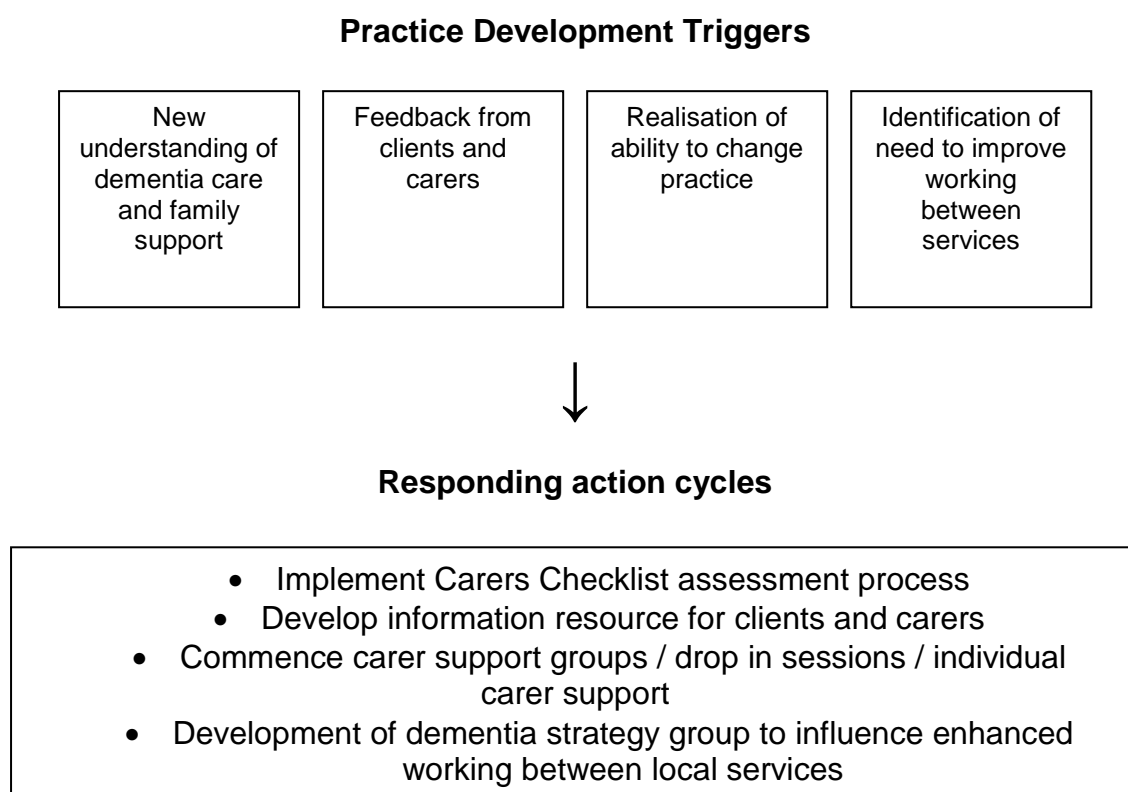 Practice Development Triggers
New
understanding of
dementia care
and family
support
Feedback from
clients and
carers
Realisation of
ability to change
practice
Identification of
need to improve
working
between
services
↓
Responding action cycles
• Implement Carers Checklist assessment process
• Develop information resource for clients and carers
• Commence carer support groups / drop in sessions / individual
carer support
• Development of dementia strategy group to influence enhanced
working between local services